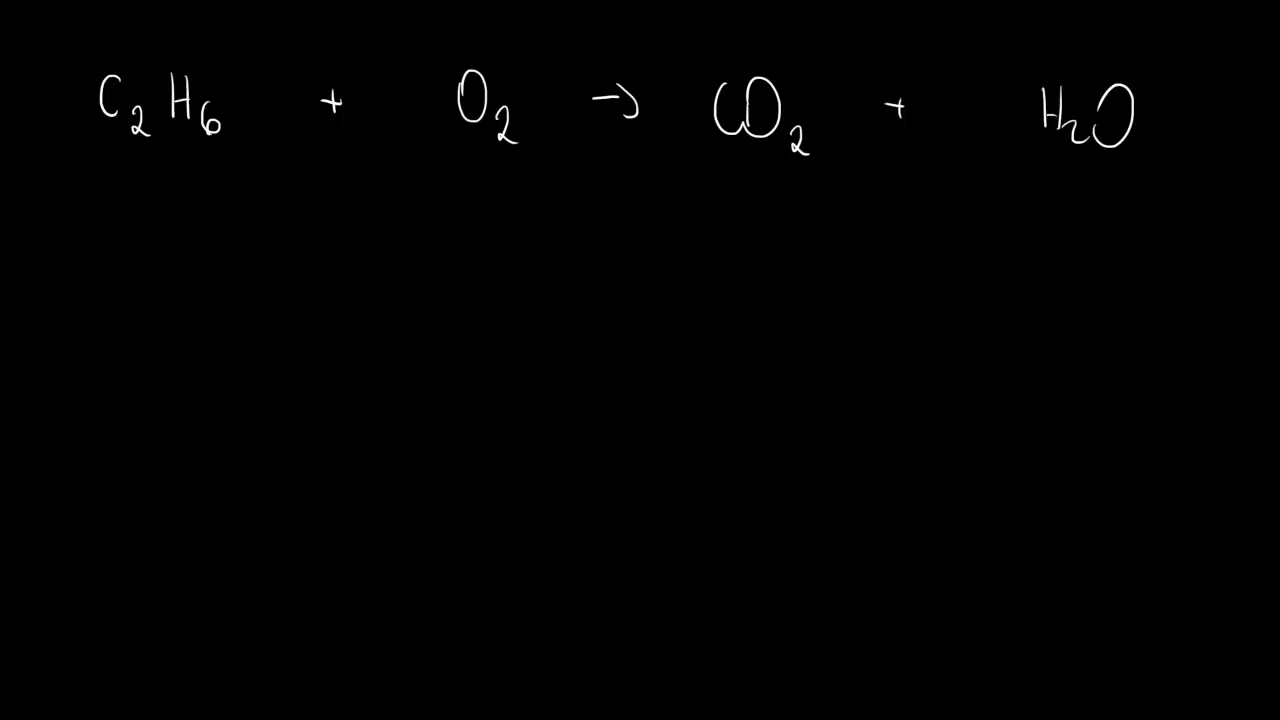 C₂H₆ + O₂ → CO₂ + H₂O